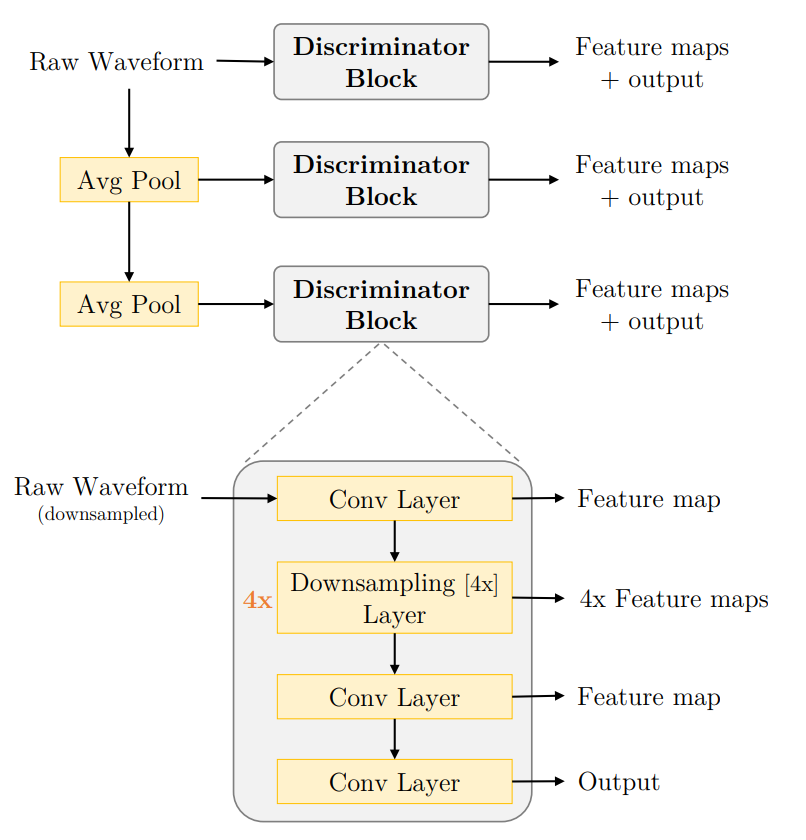 Raw Waveform
Discriminator
Block
Feature maps
+ output
Avg Pool
Discriminator
Block
Feature maps
+ output
Avg Pool
Discriminator
Block
Feature maps
+ output
Raw Waveform
(downsampled)
Conv Layer
Feature map
4x
Downsampling [4x]
Layer
4x Feature maps
Conv Layer
Feature map
Conv Layer
Output